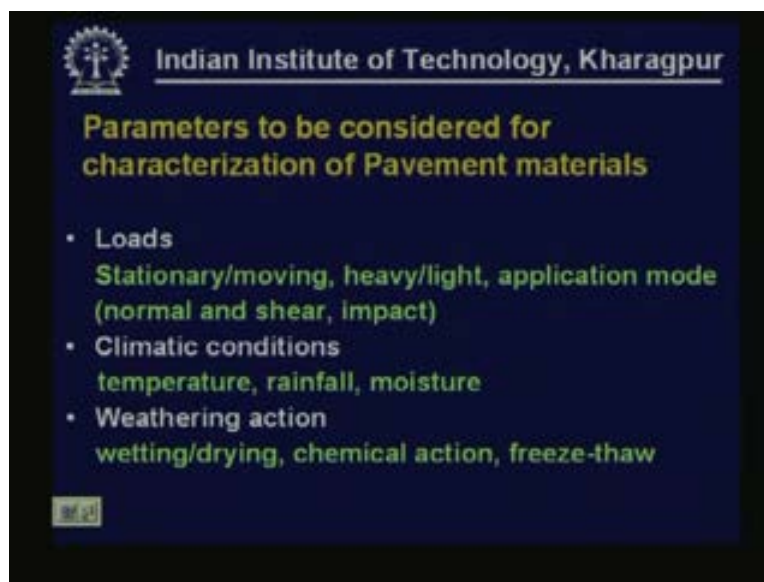 Indian Institute of Technology, Kharagpur
Parameters to be considered for
characterization of Pavement materials
• Loads
Stationary/moving, heavy/light, application mode
(normal and shear, impact)
• Climatic conditions
temperature, rainfall, moisture
• Weathering action
wetting/drying, chemical action, freeze-thaw